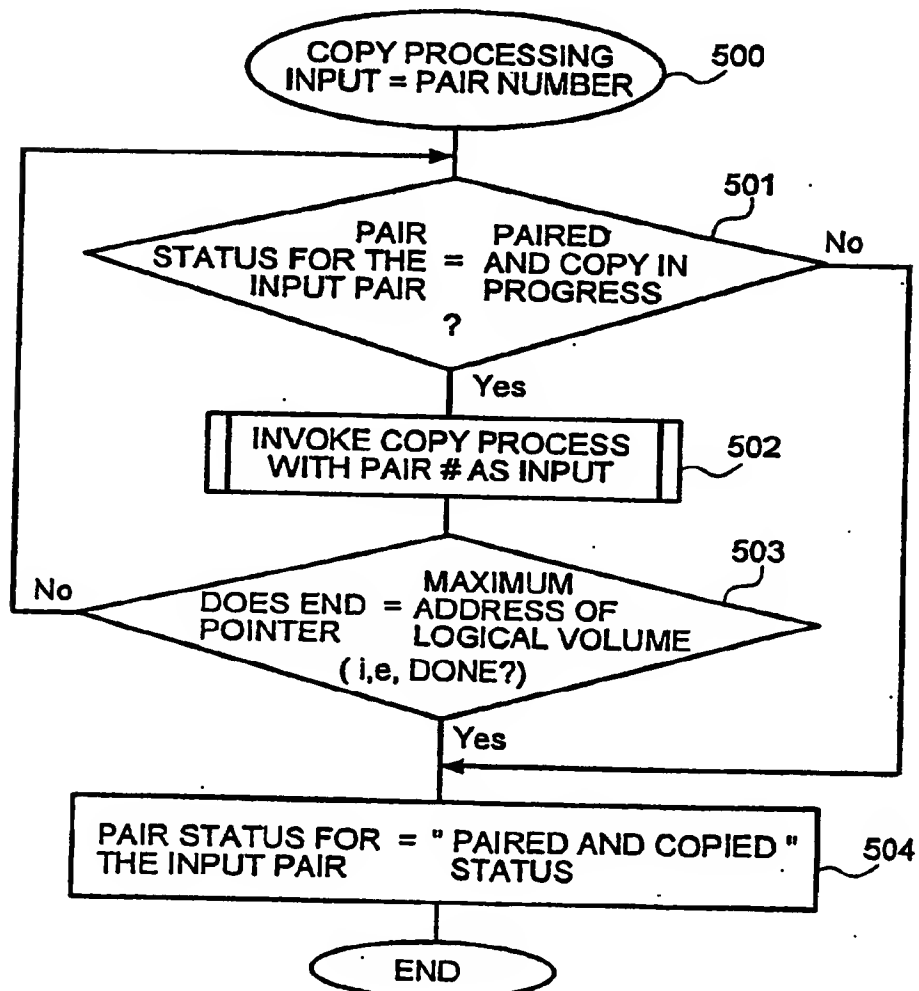 COPY PROCESSING
INPUT = PAIR NUMBER
500
501
PAIR PAIRED
STATUS FOR THE = AND COPY IN
INPUT PAIR PROGRESS
?
No
Yes
INVOKE COPY PROCESS
WITH PAIR # AS INPUT
502
503
No
MAXIMUM
DOES END = ADDRESS OF
POINTER LOGICAL VOLUME
( i,e, DONE?)
Yes
PAIR STATUS FOR = " PAIRED AND COPIED "
THE INPUT PAIR STATUS
504
END